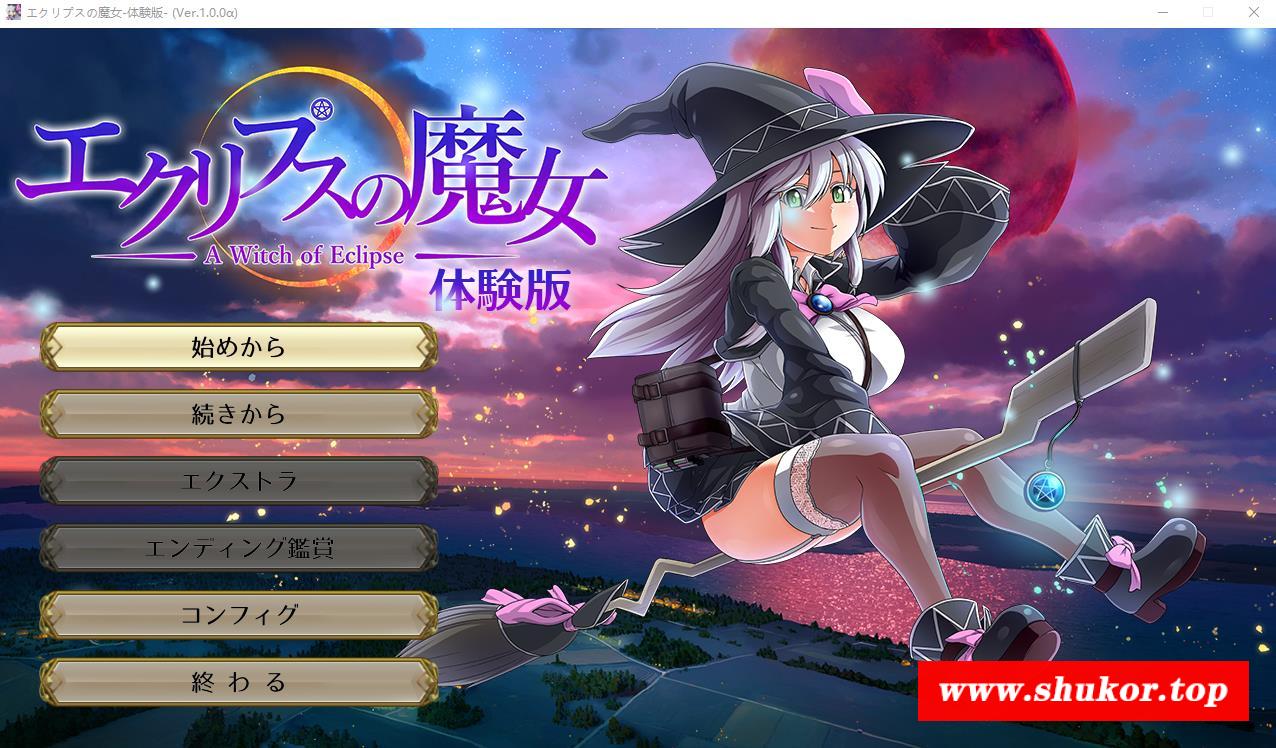 エクリプスの魔女-体験版- (Ver.1.0.0α)
エクリプスの魔女
A Witch of Eclipse
体験版
始めから
続きから
エクストラ
エンディング鑑賞
コンフィグ
終わる
www.shukor.top